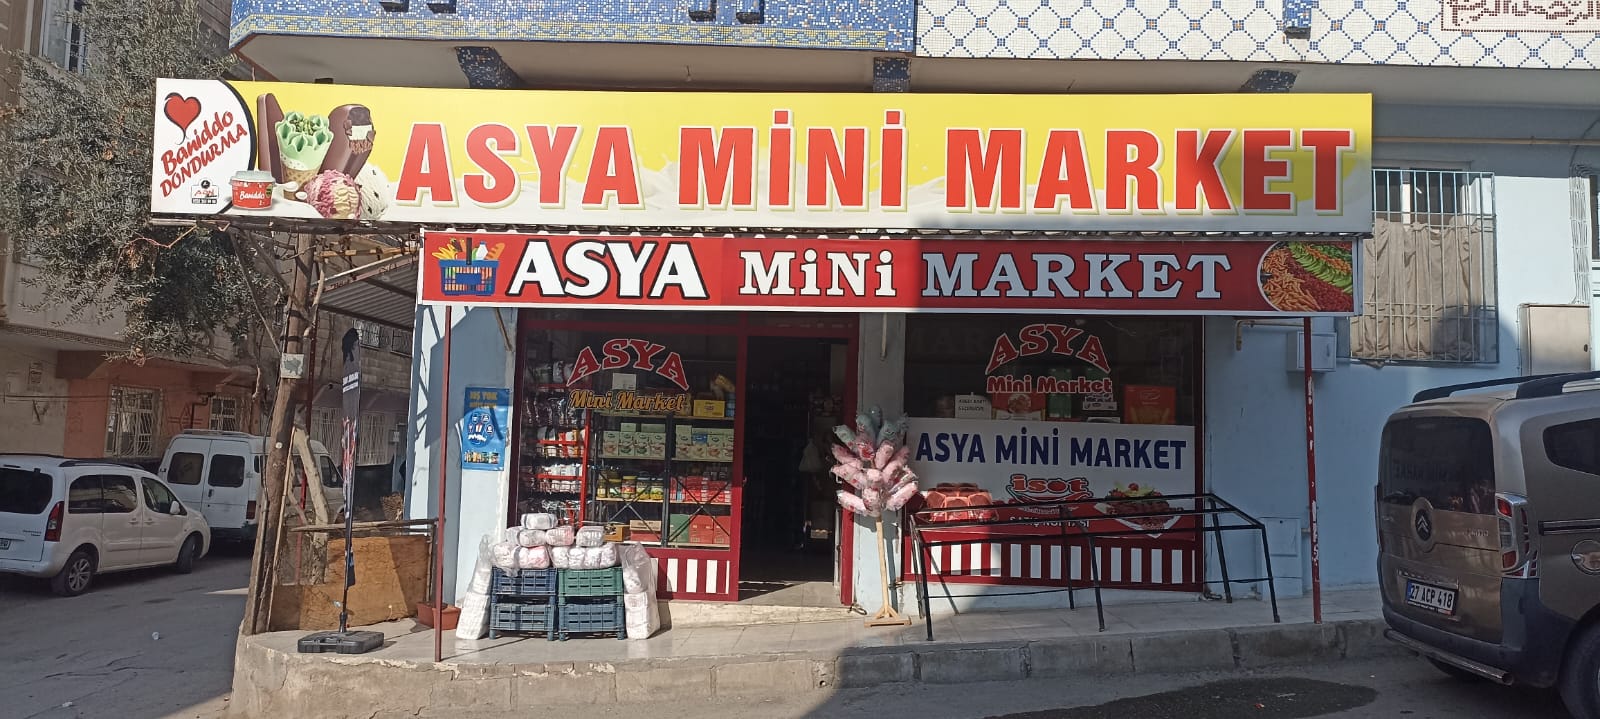 Baniddo
DONDURMA
Baniddo
ASYA MİNİ MARKET
ASYA MiNi MARKET
ASYA
Mini Market
ASYA
Mini Market
ASYA MİNİ MARKET
isot
27 ACP 418